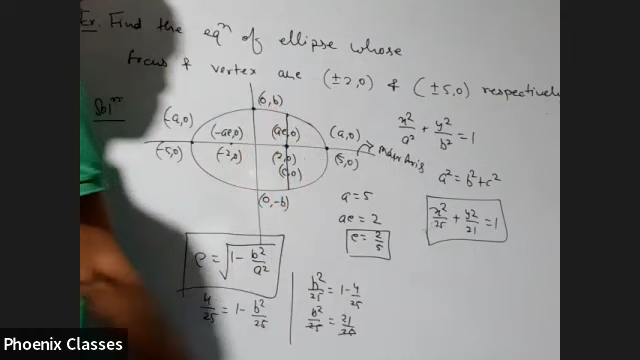 Ex. Find the eqⁿ of ellipse whose
focus & vertex are (±2,0) & (±5,0) respectively
Solⁿ
(0,b)
(-a,0)
(-ae,0)
(ae,0)
(a,0)
Major Axis
(-5,0)
(-2,0)
(2,0)
(c,0)
(5,0)
(0,-b)
x²/a² + y²/b² = 1
a² = b² + c²
x²/25 + y²/21 = 1
a = 5
ae = 2
e = 2/5
e = √(1 - b²/a²)
4/25 = 1 - b²/25
b²/25 = 1 - 4/25
b²/25 = 21/25
Phoenix Classes